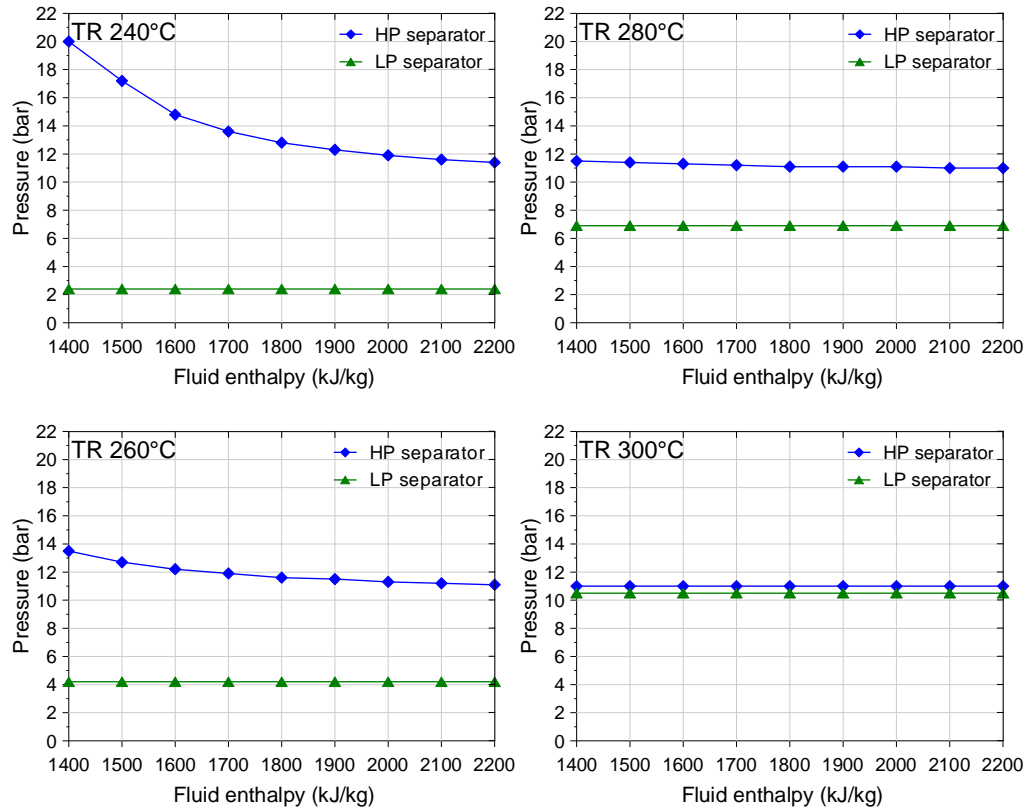 TR 240°C
HP separator
LP separator
22
20
18
16
14
12
10
8
6
4
2
0
Pressure (bar)
1400 1500 1600 1700 1800 1900 2000 2100 2200
Fluid enthalpy (kJ/kg)
TR 280°C
HP separator
LP separator
22
20
18
16
14
12
10
8
6
4
2
0
Pressure (bar)
1400 1500 1600 1700 1800 1900 2000 2100 2200
Fluid enthalpy (kJ/kg)
TR 260°C
HP separator
LP separator
22
20
18
16
14
12
10
8
6
4
2
0
Pressure (bar)
1400 1500 1600 1700 1800 1900 2000 2100 2200
Fluid enthalpy (kJ/kg)
TR 300°C
HP separator
LP separator
22
20
18
16
14
12
10
8
6
4
2
0
Pressure (bar)
1400 1500 1600 1700 1800 1900 2000 2100 2200
Fluid enthalpy (kJ/kg)